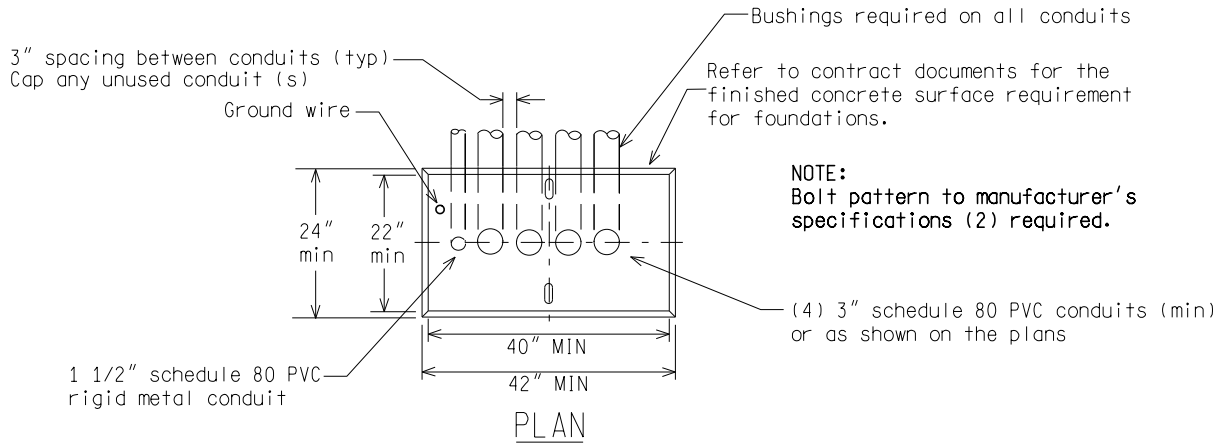 Bushings required on all conduits
3" spacing between conduits (typ)
Cap any unused conduit (s)
Refer to contract documents for the
finished concrete surface requirement
for foundations.
Ground wire
NOTE:
Bolt pattern to manufacturer's
specifications (2) required.
24"
min
22"
min
(4) 3" schedule 80 PVC conduits (min)
or as shown on the plans
40" MIN
1 1/2" schedule 80 PVC
rigid metal conduit
42" MIN
PLAN